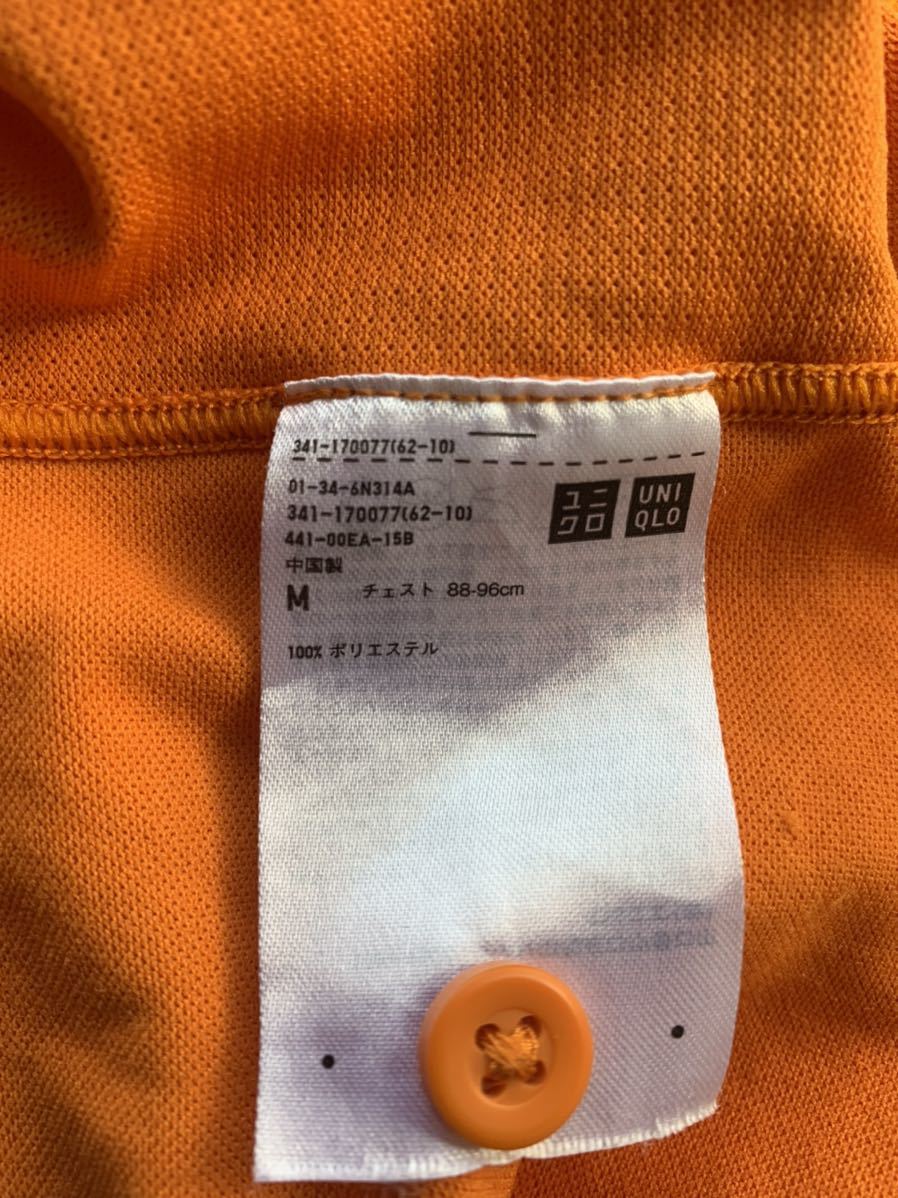 341-170077(62-10)
01-34-6N314A
341-170077(62-10)
441-00EA-15B
中国製
M チェスト 88-96cm
100% ポリエステル
ユニ
クロ
UNI
QLO